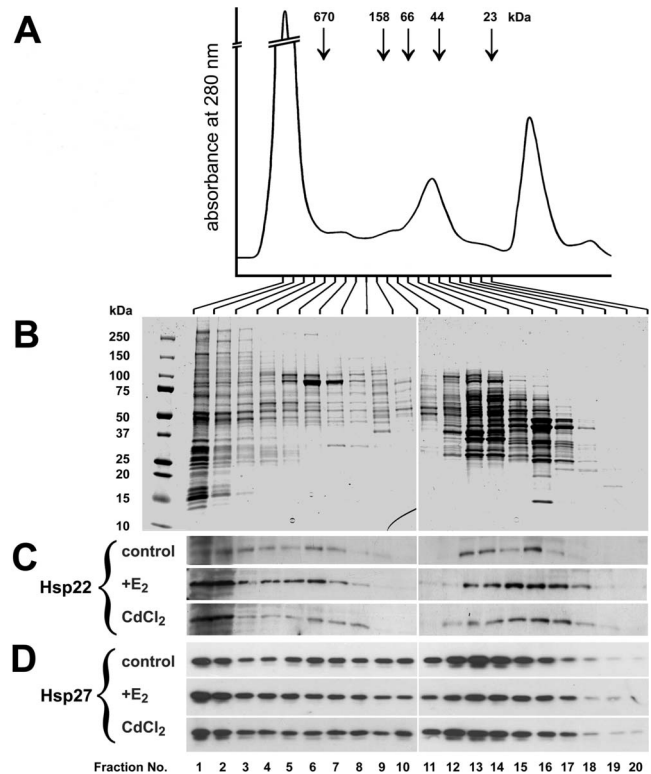 A
absorbance at 280 nm
670 158 66 44 23 kDa
B
kDa
250
150
100
75
50
37
25
20
15
10
C
Hsp22
control
+E2
CdCl2
D
Hsp27
control
+E2
CdCl2
Fraction No. 1 2 3 4 5 6 7 8 9 10 11 12 13 14 15 16 17 18 19 20